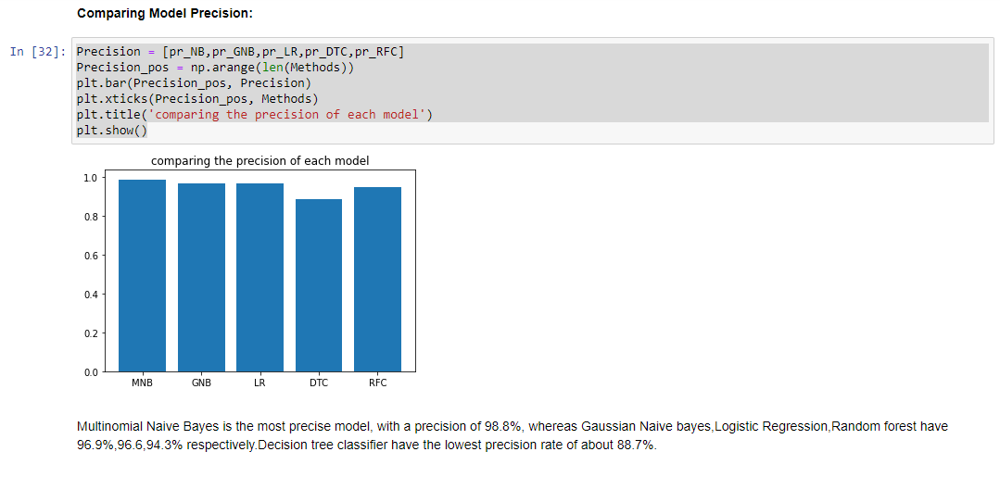 Comparing Model Precision:
In [32]:
Precision = [pr_NB,pr_GNB,pr_LR,pr_DTC,pr_RFC]
Precision_pos = np.arange(len(Methods))
plt.bar(Precision_pos, Precision)
plt.xticks(Precision_pos, Methods)
plt.title('comparing the precision of each model')
plt.show()
comparing the precision of each model
1.0
0.8
0.6
0.4
0.2
0.0
MNB GNB LR DTC RFC
Multinomial Naive Bayes is the most precise model, with a precision of 98.8%, whereas Gaussian Naive bayes,Logistic Regression,Random forest have
96.9%,96.6,94.3% respectively.Decision tree classifier have the lowest precision rate of about 88.7%.